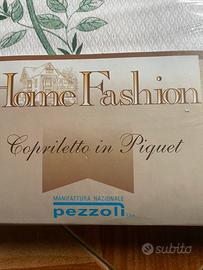 Home Fashion
Copriletto in Piquet
MANIFATTURA NAZIONALE
pezzoli
subito